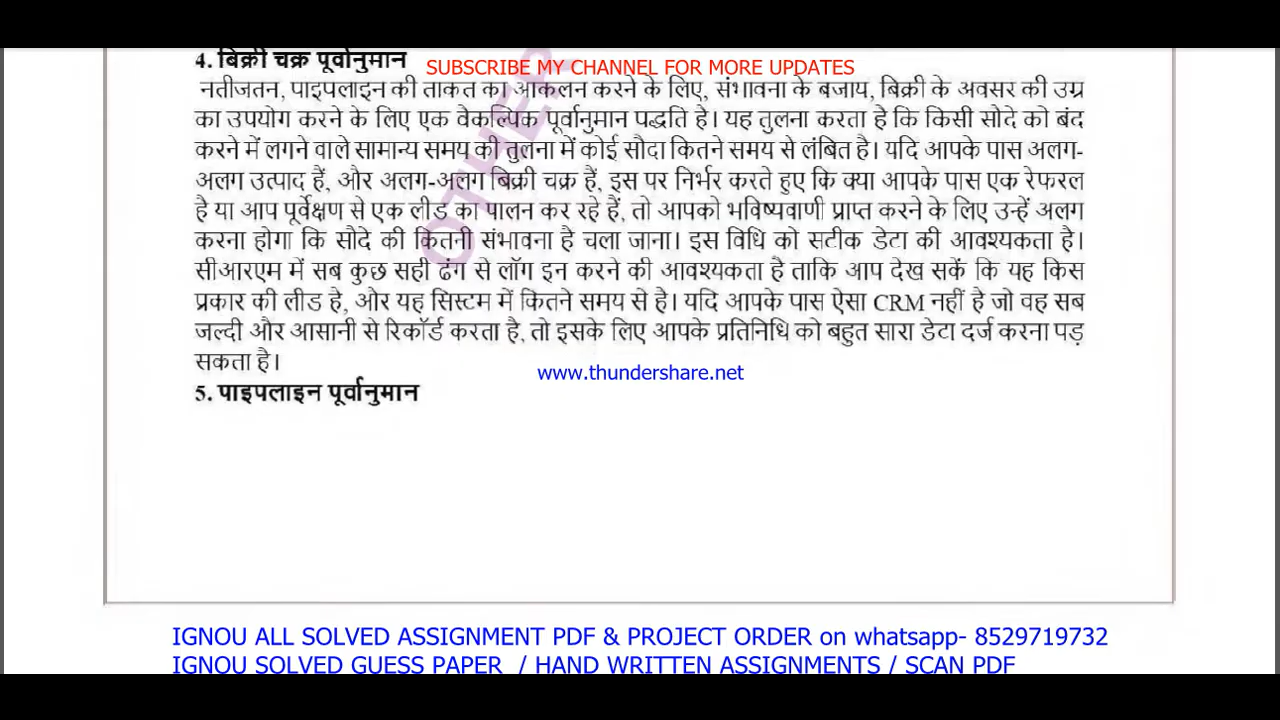 4. बिक्री चक्र पूर्वानुमान
SUBSCRIBE MY CHANNEL FOR MORE UPDATES
नतीजतन, पाइपलाइन की ताकत का आकलन करने के लिए, संभावना के बजाय, बिक्री के अवसर की उम्र
का उपयोग करने के लिए एक वैकल्पिक पूर्वानुमान पद्धति है। यह तुलना करता है कि किसी सौदे को बंद
करने में लगने वाले सामान्य समय की तुलना में कोई सौदा कितने समय से लंबित है। यदि आपके पास अलग-
अलग उत्पाद हैं, और अलग-अलग बिक्री चक्र हैं, इस पर निर्भर करते हुए कि क्या आपके पास एक रेफरल
है या आप पूर्वेक्षण से एक लीड का पालन कर रहे हैं, तो आपको भविष्यवाणी प्राप्त करने के लिए उन्हें अलग
करना होगा कि सौदे की कितनी संभावना है चला जाना। इस विधि को सटीक डेटा की आवश्यकता है।
सीआरएम में सब कुछ सही ढंग से लॉग इन करने की आवश्यकता है ताकि आप देख सकें कि यह किस
प्रकार की लीड है, और यह सिस्टम में कितने समय से है। यदि आपके पास ऐसा CRM नहीं है जो वह सब
जल्दी और आसानी से रिकॉर्ड करता है, तो इसके लिए आपके प्रतिनिधि को बहुत सारा डेटा दर्ज करना पड़
सकता है।
www.thundershare.net
5. पाइपलाइन पूर्वानुमान
OTHER
IGNOU ALL SOLVED ASSIGNMENT PDF & PROJECT ORDER on whatsapp- 8529719732
IGNOU SOLVED GUESS PAPER / HAND WRITTEN ASSIGNMENTS / SCAN PDF